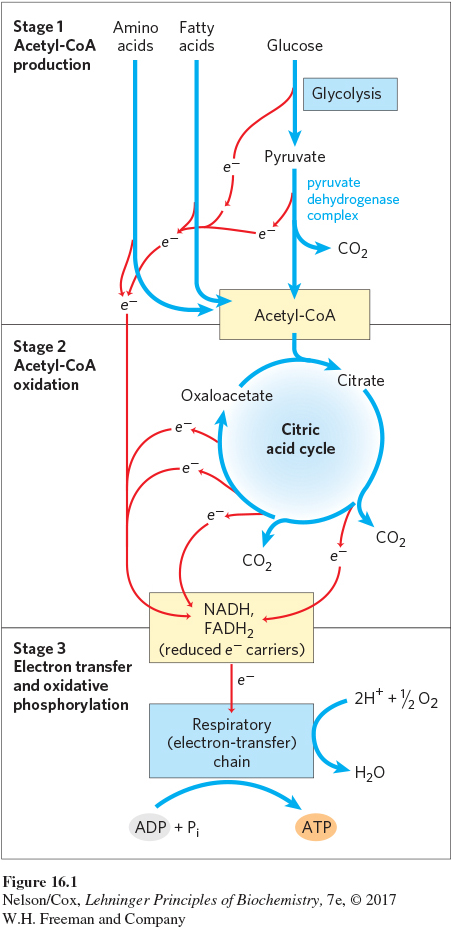 Stage 1
Acetyl-CoA
production
Amino
acids
Fatty
acids
Glucose
Glycolysis
e⁻
Pyruvate
pyruvate
dehydrogenase
complex
e⁻
e⁻
CO₂
e⁻
Acetyl-CoA
Stage 2
Acetyl-CoA
oxidation
Oxaloacetate
Citrate
e⁻
Citric
acid cycle
e⁻
e⁻
CO₂
e⁻
CO₂
NADH,
FADH₂
(reduced e⁻ carriers)
Stage 3
Electron transfer
and oxidative
phosphorylation
e⁻
2H⁺ + ½ O₂
Respiratory
(electron-transfer)
chain
H₂O
ADP + Pᵢ
ATP
Figure 16.1
Nelson/Cox, Lehninger Principles of Biochemistry, 7e, © 2017
W.H. Freeman and Company